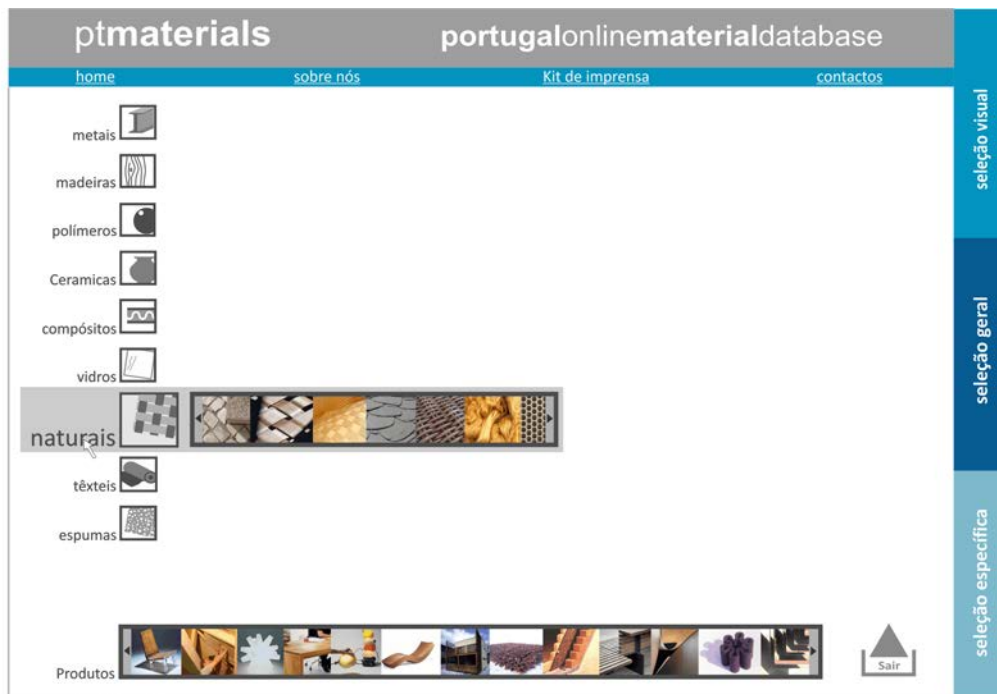 ptmaterials
portugalonlinematerialdatabase
home sobre nós Kit de imprensa contactos
metais
madeiras
polímeros
Ceramicas
compósitos
vidros
naturais
têxteis
espumas
Produtos
Sair
seleção visual
seleção geral
seleção específica